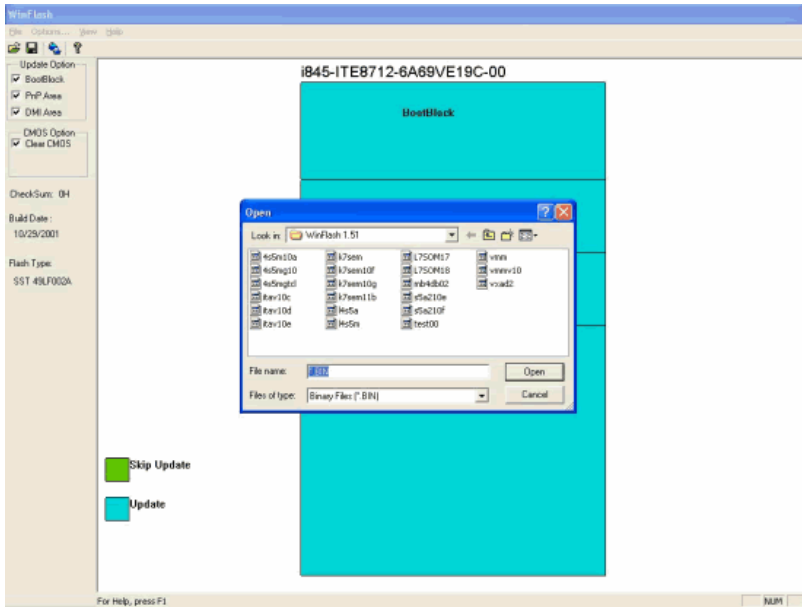 WinFlash
File Options... View Help
Update Option
BootBlock
PnP Area
DMI Area
CMOS Option
Clear CMOS
CheckSum: 0H
Build Date :
10/29/2001
Flash Type:
SST 49LF002A
i845-ITE8712-6A69VE19C-00
BootBlock
Open
Look in: WinFlash 1.51
4s5m10a k7sem L7SOM17 vmm
4s5mg10 k7sem10f L7SOM18 vmmv10
4s5mgtxl k7sem10g mb4db02 vxad2
itav10c k7sem11b s5a210e
itav10d l4s5a s5a210f
itav10e l4s5m test00
File name: *.BIN Open
Files of type: Binary Files (*.BIN) Cancel
Skip Update
Update
For Help, press F1 NUM